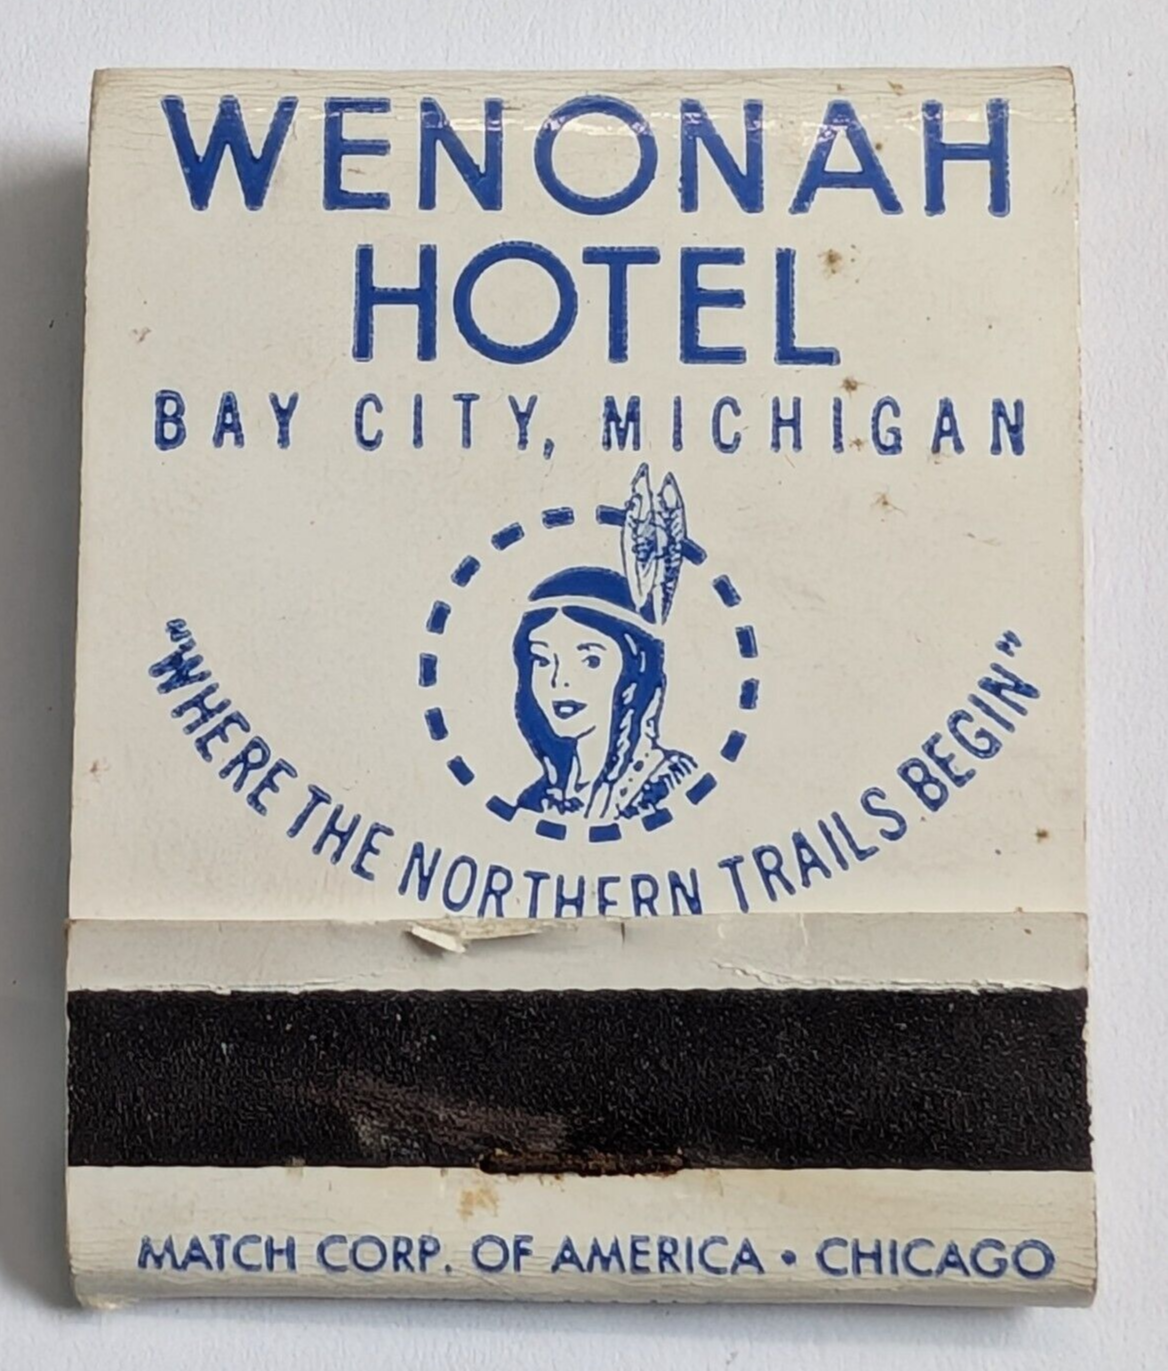 WENONAH
HOTEL
BAY CITY, MICHIGAN
"WHERE THE NORTHERN TRAILS BEGIN"
MATCH CORP. OF AMERICA • CHICAGO